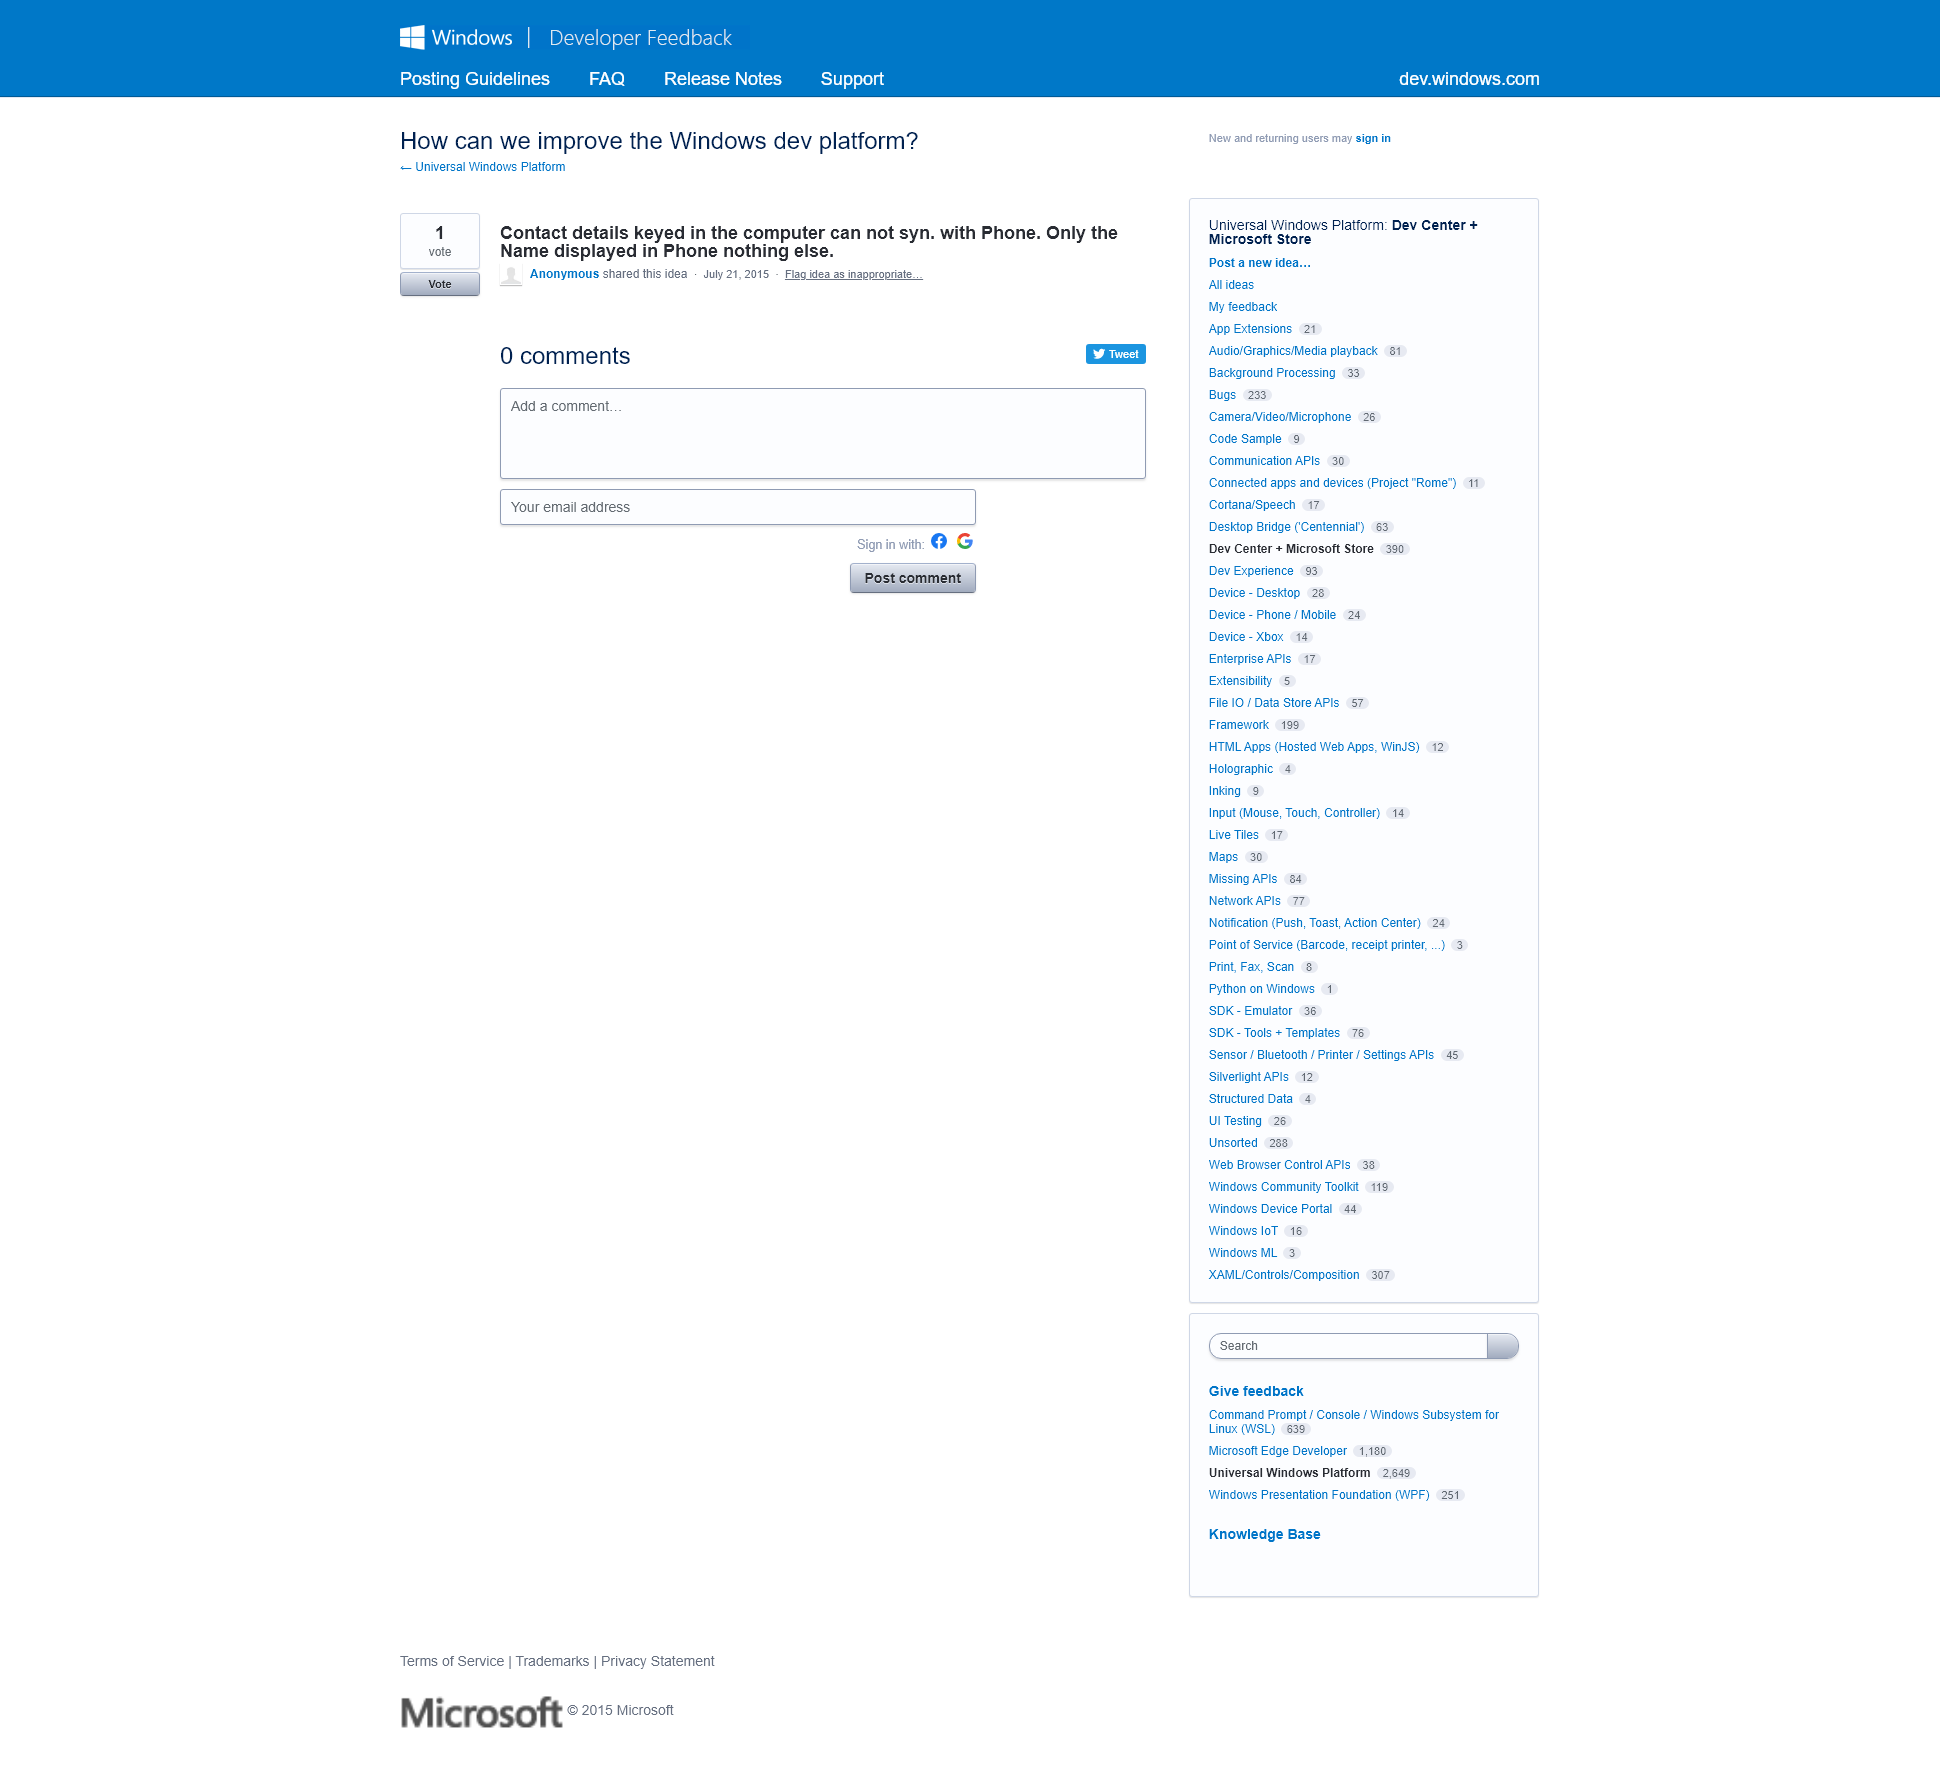 Windows | Developer Feedback
Posting Guidelines FAQ Release Notes Support dev.windows.com
How can we improve the Windows dev platform?
← Universal Windows Platform
New and returning users may sign in
1
vote
Vote
Contact details keyed in the computer can not syn. with Phone. Only the
Name displayed in Phone nothing else.
Anonymous shared this idea · July 21, 2015 · Flag idea as inappropriate…
0 comments
Tweet
Add a comment…
Your email address
Sign in with:
Post comment
Universal Windows Platform: Dev Center +
Microsoft Store
Post a new idea…
All ideas
My feedback
App Extensions 21
Audio/Graphics/Media playback 81
Background Processing 33
Bugs 233
Camera/Video/Microphone 26
Code Sample 9
Communication APIs 30
Connected apps and devices (Project "Rome") 11
Cortana/Speech 17
Desktop Bridge ('Centennial') 63
Dev Center + Microsoft Store 390
Dev Experience 93
Device - Desktop 28
Device - Phone / Mobile 24
Device - Xbox 14
Enterprise APIs 17
Extensibility 5
File IO / Data Store APIs 57
Framework 199
HTML Apps (Hosted Web Apps, WinJS) 12
Holographic 4
Inking 9
Input (Mouse, Touch, Controller) 14
Live Tiles 17
Maps 30
Missing APIs 84
Network APIs 77
Notification (Push, Toast, Action Center) 24
Point of Service (Barcode, receipt printer, ...) 3
Print, Fax, Scan 8
Python on Windows 1
SDK - Emulator 36
SDK - Tools + Templates 76
Sensor / Bluetooth / Printer / Settings APIs 45
Silverlight APIs 12
Structured Data 4
UI Testing 26
Unsorted 288
Web Browser Control APIs 38
Windows Community Toolkit 119
Windows Device Portal 44
Windows IoT 16
Windows ML 3
XAML/Controls/Composition 307
Search
Give feedback
Command Prompt / Console / Windows Subsystem for
Linux (WSL) 639
Microsoft Edge Developer 1,180
Universal Windows Platform 2,649
Windows Presentation Foundation (WPF) 251
Knowledge Base
Terms of Service | Trademarks | Privacy Statement
Microsoft © 2015 Microsoft